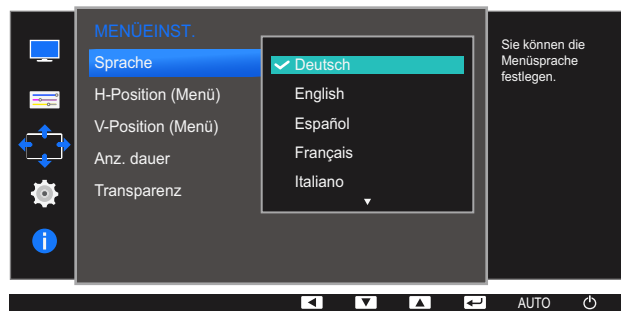 MENÜEINST.
Sprache
H-Position (Menü)
V-Position (Menü)
Anz. dauer
Transparenz
Deutsch
English
Español
Français
Italiano
Sie können die
Menüsprache
festlegen.
AUTO